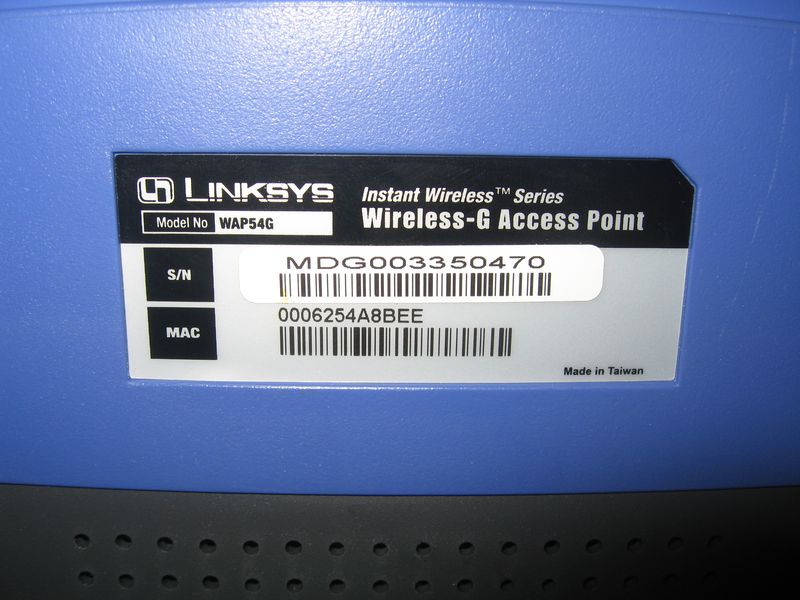 LINKSYS
Instant Wireless™ Series
Model No WAP54G
Wireless-G Access Point
S/N
MDG003350470
MAC
0006254A8BEE
Made in Taiwan